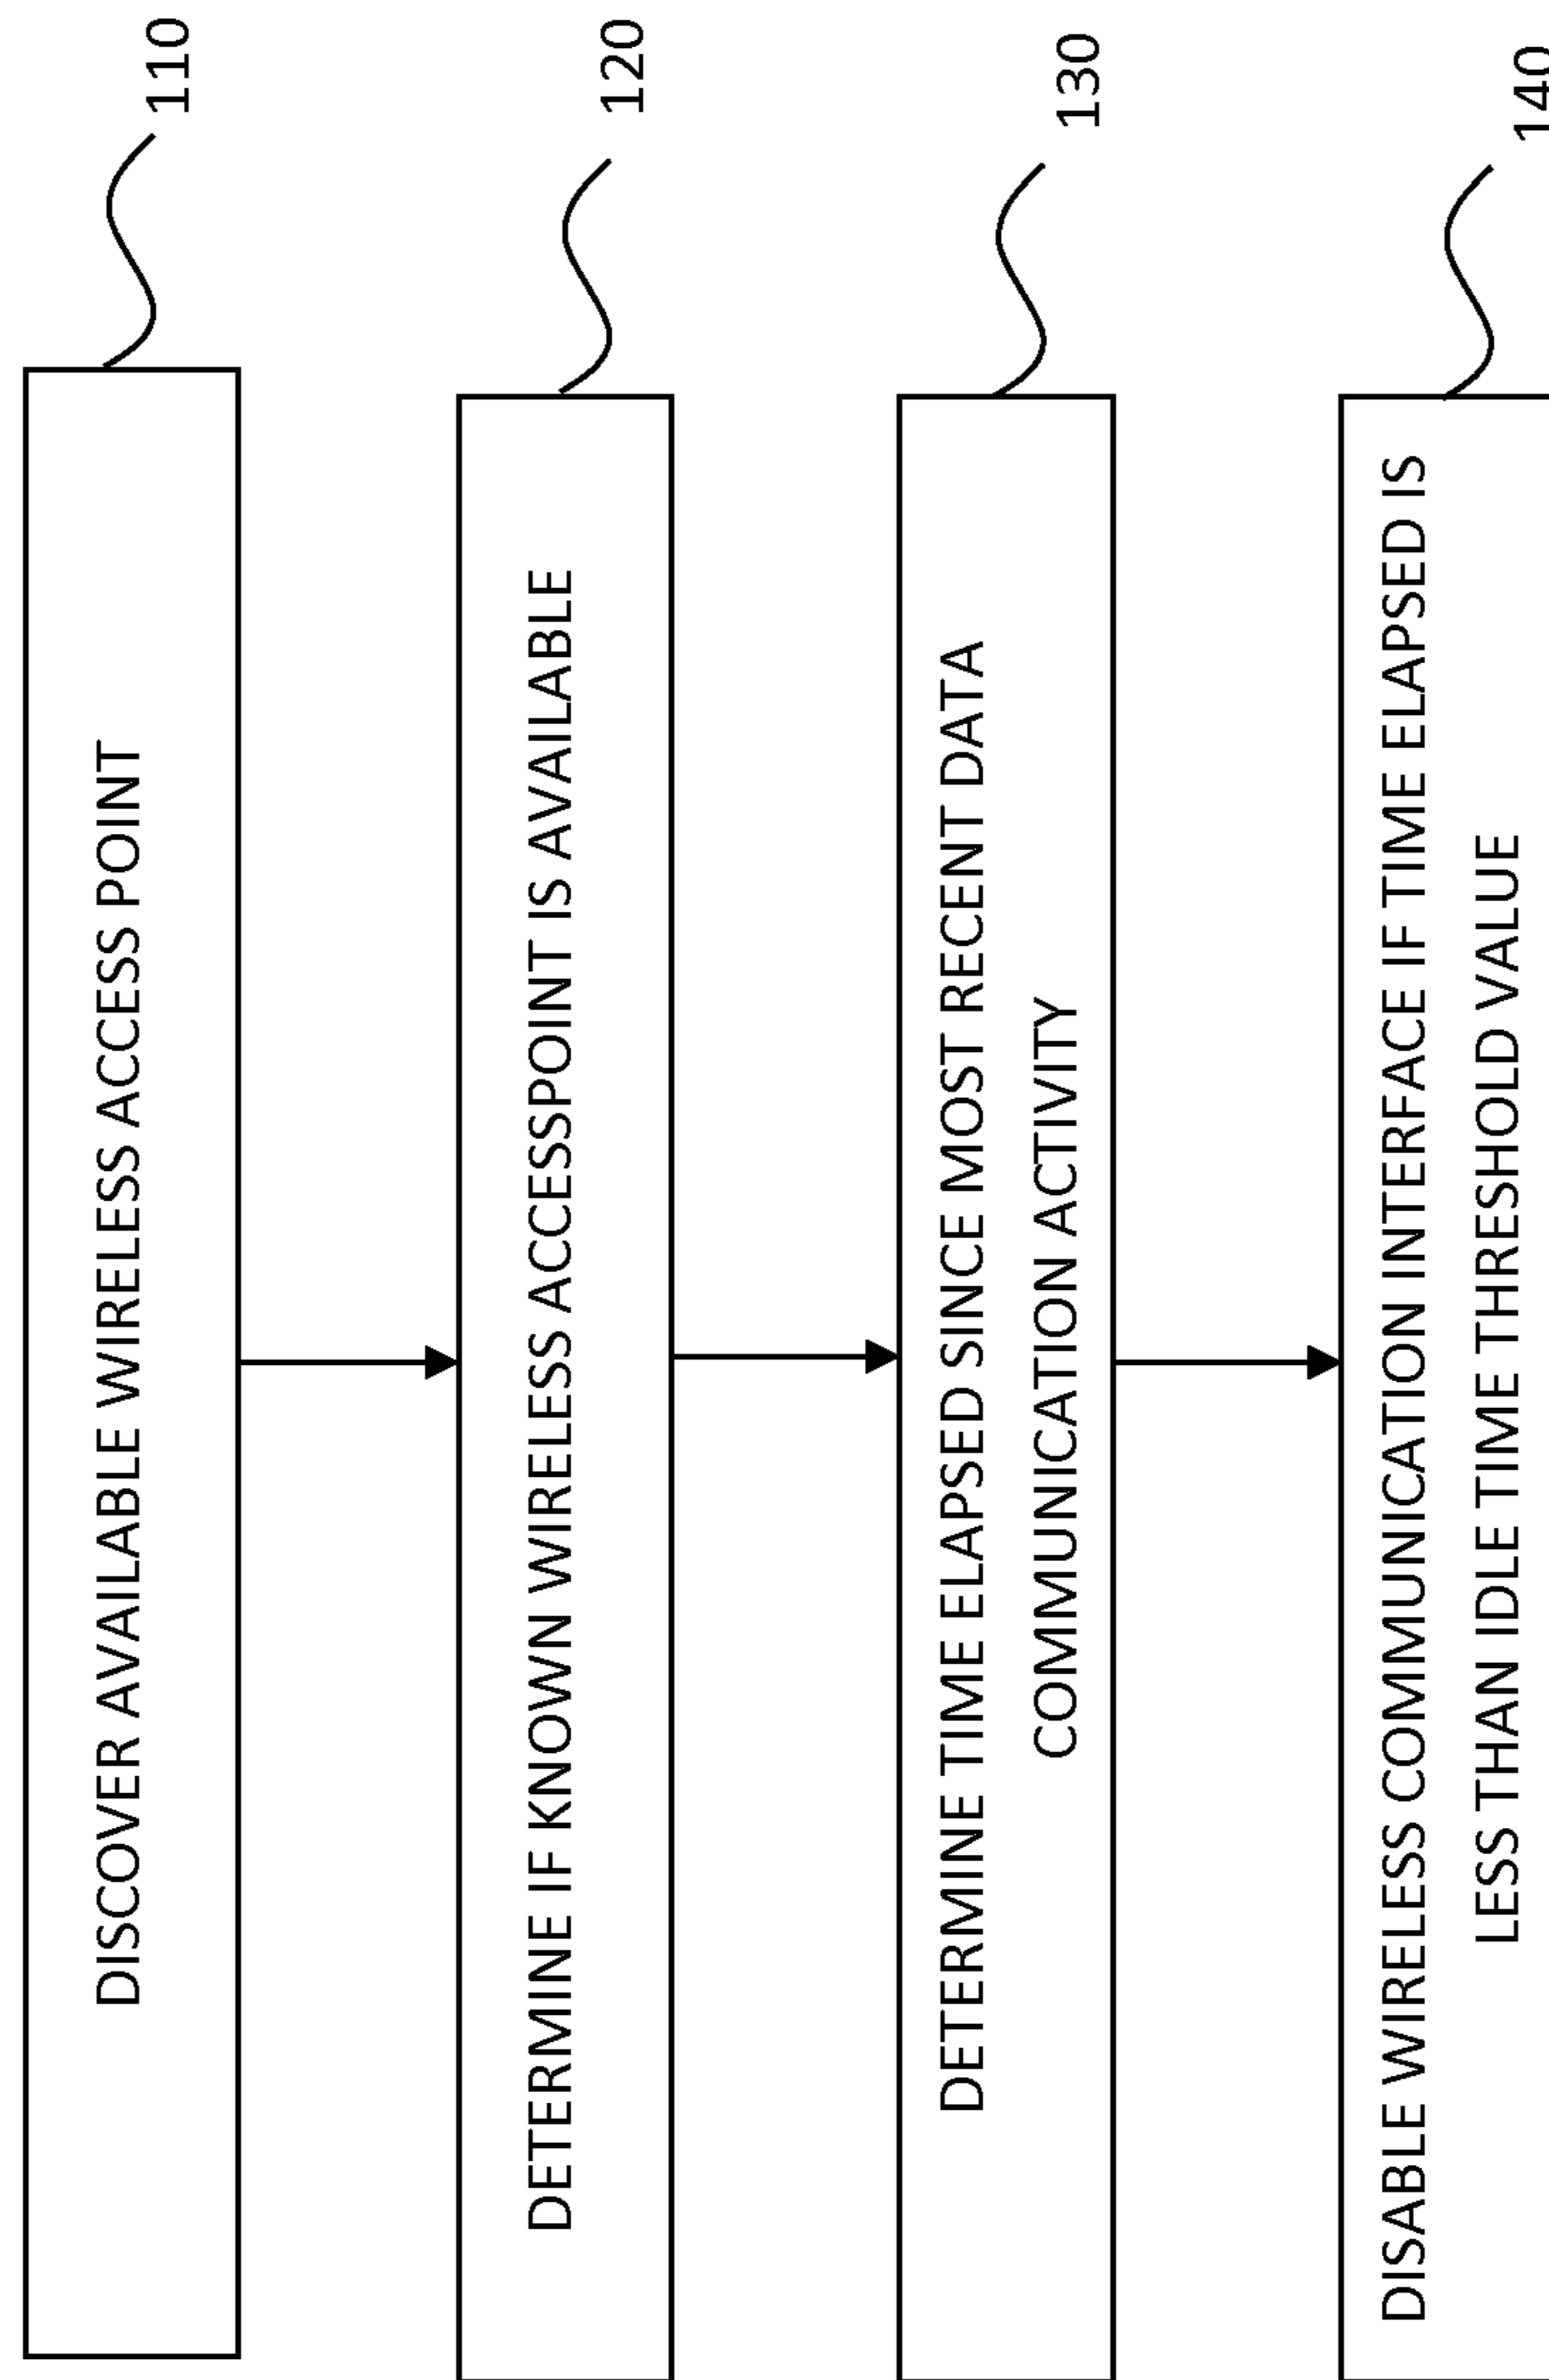 110
DISCOVER AVAILABLE WIRELESS ACCESS POINT
120
DETERMINE IF KNOWN WIRELESS ACCESSPOINT IS AVAILABLE
130
DETERMINE TIME ELAPSED SINCE MOST RECENT DATA
COMMUNICATION ACTIVITY
140
DISABLE WIRELESS COMMUNICATION INTERFACE IF TIME ELAPSED IS
LESS THAN IDLE TIME THRESHOLD VALUE